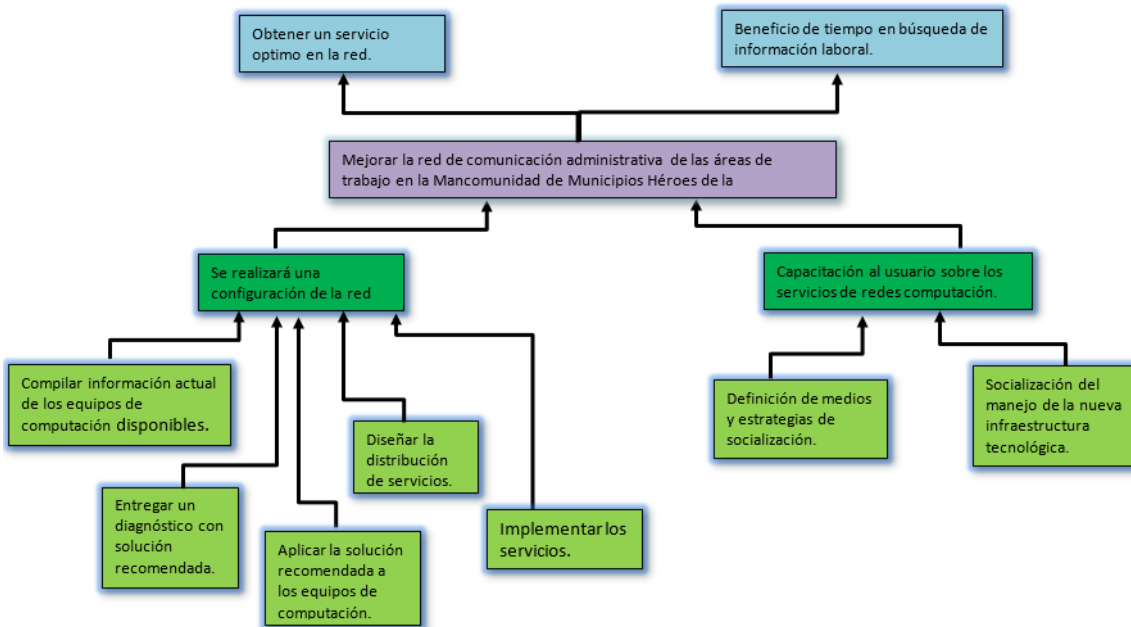 Obtener un servicio
optimo en la red.
Beneficio de tiempo en búsqueda de
información laboral.
Mejorar la red de comunicación administrativa de las áreas de
trabajo en la Mancomunidad de Municipios Héroes de la
Se realizará una
configuración de la red
Capacitación al usuario sobre los
servicios de redes computación.
Compilar información actual
de los equipos de
computación disponibles.
Diseñar la
distribución
de servicios.
Definición de medios
y estrategias de
socialización.
Socialización del
manejo de la nueva
infraestructura
tecnológica.
Entregar un
diagnóstico con
solución
recomendada.
Aplicar la solución
recomendada a
los equipos de
computación.
Implementar los
servicios.